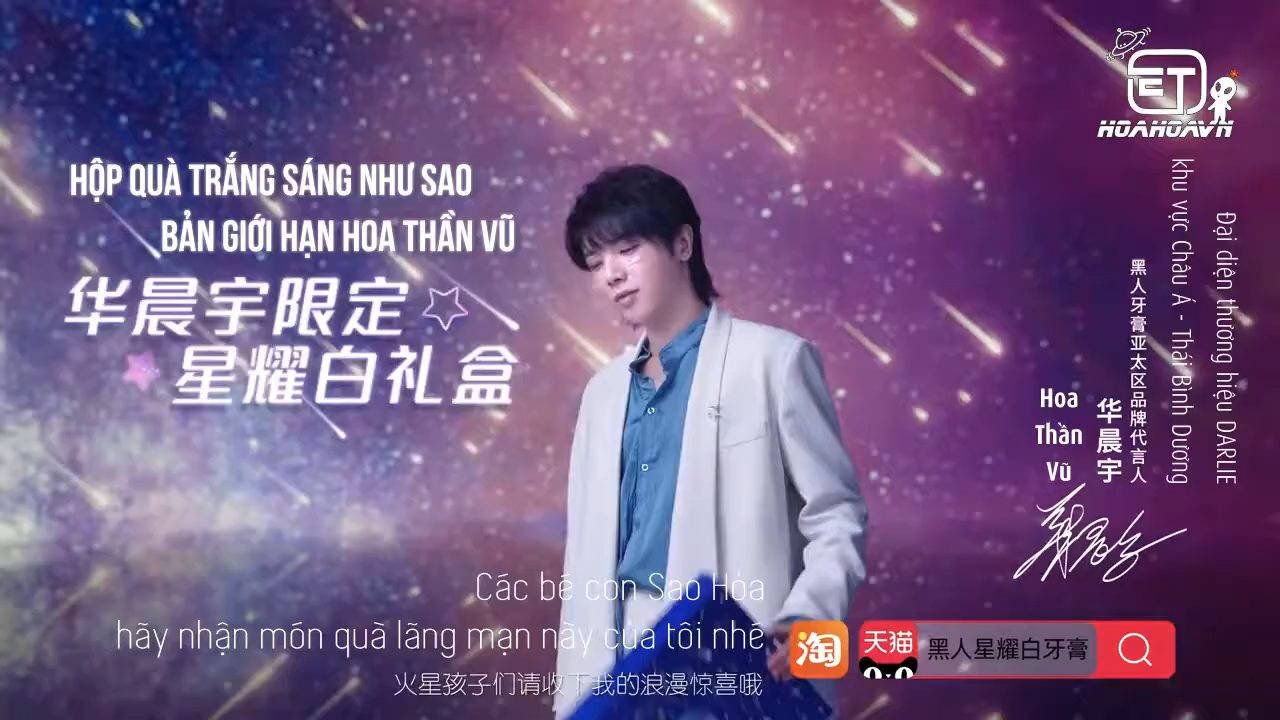 HỘP QUÀ TRẮNG SÁNG NHƯ SAO
BẢN GIỚI HẠN HOA THẦN VŨ
华晨宇限定
星耀白礼盒
ET
HOAHOAVN
Đại diện thương hiệu DARLIE
khu vực Châu Á - Thái Bình Dương
黑人牙膏亚太区品牌代言人
华晨宇
Hoa
Thần
Vũ
Các bé con Sao Hỏa
hãy nhận món quà lãng mạn này của tôi nhé
火星孩子们请收下我的浪漫惊喜哦
淘
天猫
黑人星耀白牙膏